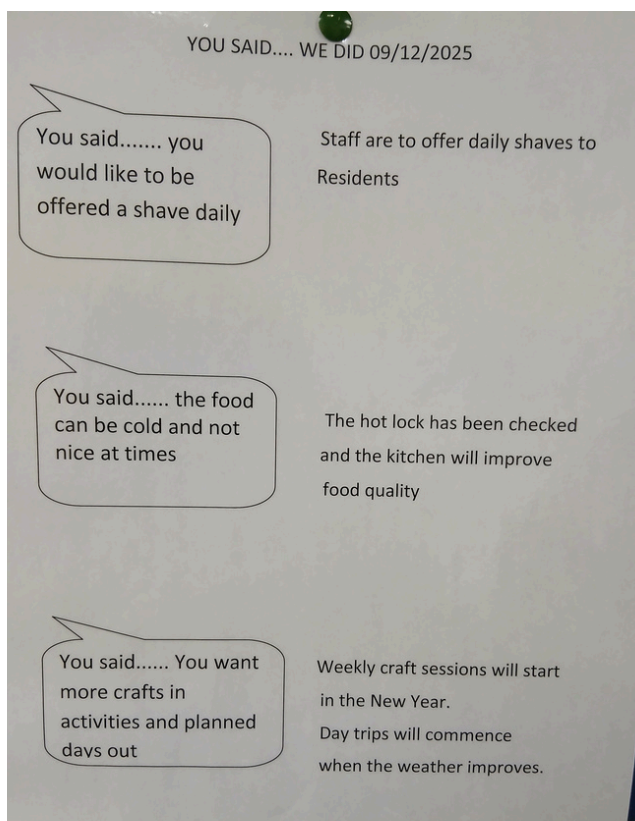 YOU SAID.... WE DID 09/12/2025
You said....... you
would like to be
offered a shave daily
Staff are to offer daily shaves to
Residents
You said...... the food
can be cold and not
nice at times
The hot lock has been checked
and the kitchen will improve
food quality
You said...... You want
more crafts in
activities and planned
days out
Weekly craft sessions will start
in the New Year.
Day trips will commence
when the weather improves.